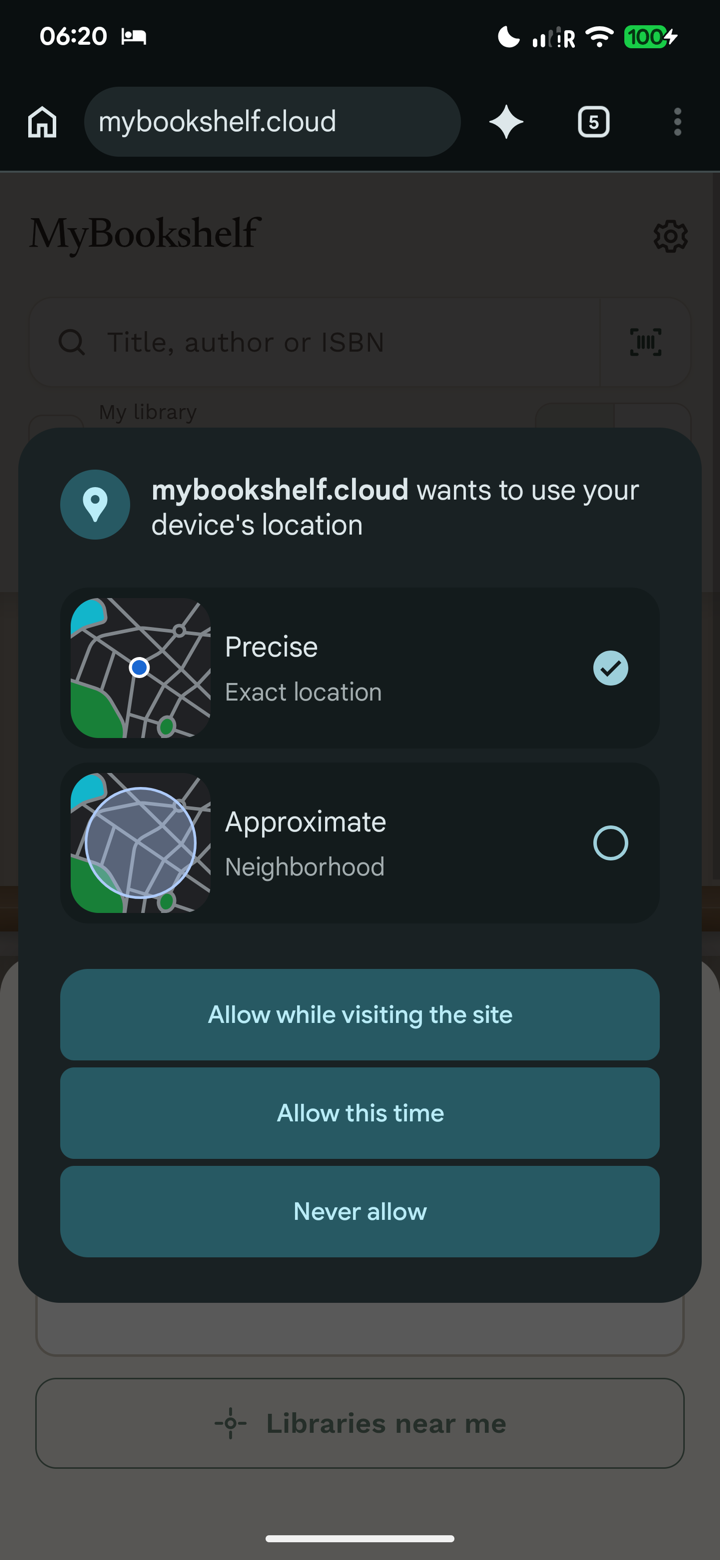 06:20
R
100
mybookshelf.cloud
5
MyBookshelf
Title, author or ISBN
My library
mybookshelf.cloud wants to use your
device's location
Precise
Exact location
Approximate
Neighborhood
Allow while visiting the site
Allow this time
Never allow
Libraries near me